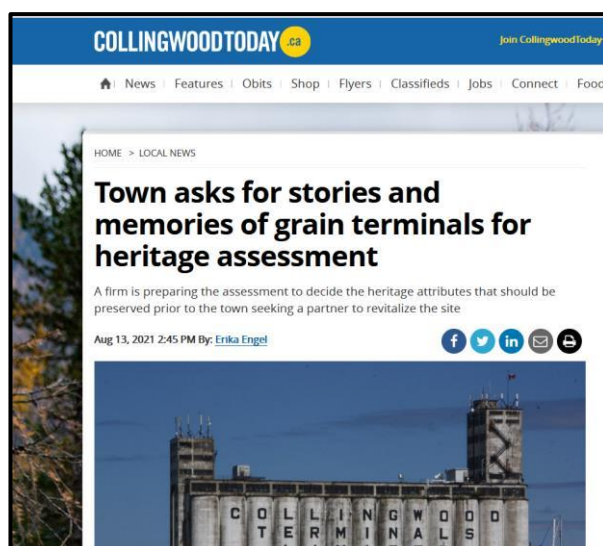 COLLINGWOODTODAY.ca
Join CollingwoodToday
News Features Obits Shop Flyers Classifieds Jobs Connect Food
HOME > LOCAL NEWS
Town asks for stories and
memories of grain terminals for
heritage assessment
A firm is preparing the assessment to decide the heritage attributes that should be
preserved prior to the town seeking a partner to revitalize the site
Aug 13, 2021 2:45 PM By: Erika Engel
f in
COLLINGWOOD
TERMINALS